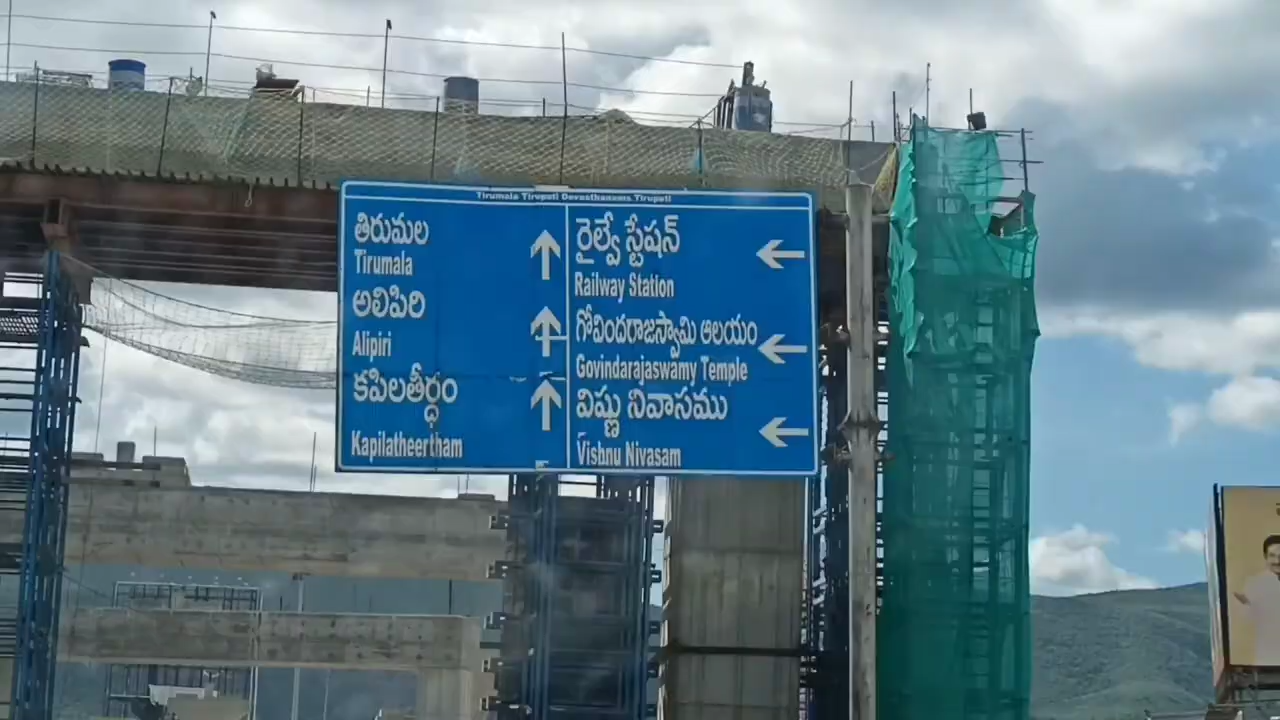 Tirumala Tirupati Devasthanams, Tirupati
తిరుమల
Tirumala
అలిపిరి
Alipiri
కపిలతీర్ధం
Kapilatheertham
రైల్వే స్టేషన్
Railway Station
గోవిందరాజస్వామి ఆలయం
Govindarajaswamy Temple
విష్ణు నివాసము
Vishnu Nivasam